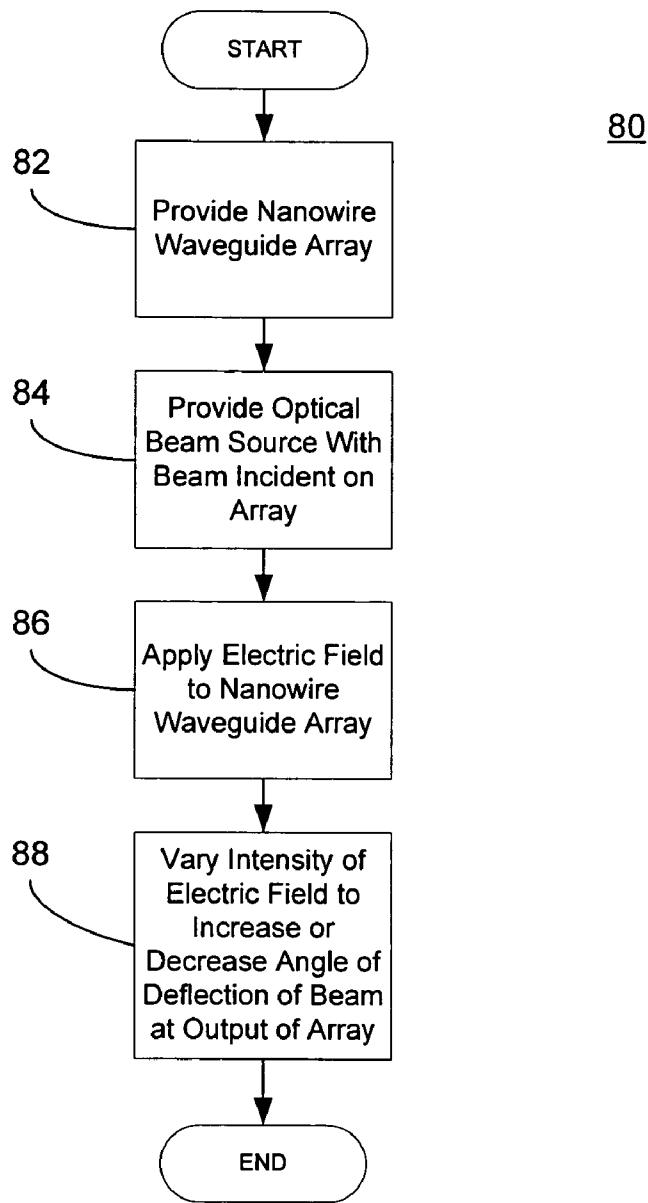 START
80
82
Provide Nanowire
Waveguide Array
84
Provide Optical
Beam Source With
Beam Incident on
Array
86
Apply Electric Field
to Nanowire
Waveguide Array
88
Vary Intensity of
Electric Field to
Increase or
Decrease Angle of
Deflection of Beam
at Output of Array
END